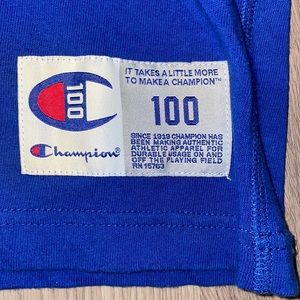 100
Champion
IT TAKES A LITTLE MORE
TO MAKE A CHAMPION™
100
SINCE 1919 CHAMPION HAS
BEEN MAKING AUTHENTIC
ATHLETIC APPAREL FOR
DURABLE USAGE ON AND
OFF THE PLAYING FIELD
RN 15763